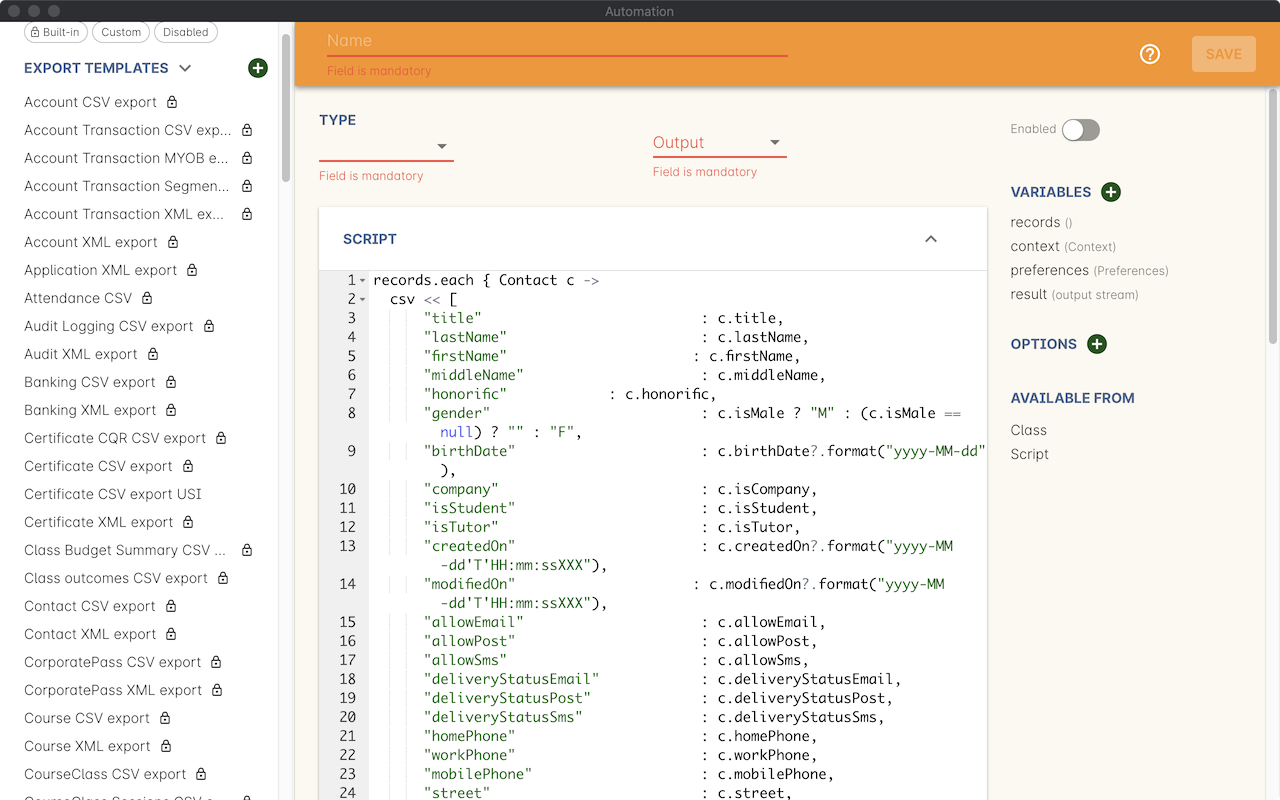 Automation
Built-in Custom Disabled
EXPORT TEMPLATES
Account CSV export
Account Transaction CSV exp...
Account Transaction MYOB e...
Account Transaction Segmen...
Account Transaction XML ex...
Account XML export
Application XML export
Attendance CSV
Audit Logging CSV export
Audit XML export
Banking CSV export
Banking XML export
Certificate CQR CSV export
Certificate CSV export
Certificate CSV export USI
Certificate XML export
Class Budget Summary CSV ...
Class outcomes CSV export
Contact CSV export
Contact XML export
CorporatePass CSV export
CorporatePass XML export
Course CSV export
Course XML export
CourseClass CSV export
Name
Field is mandatory
SAVE
TYPE
Field is mandatory
Output
Field is mandatory
SCRIPT
1 records.each { Contact c ->
2 csv << [
3 "title" : c.title,
4 "lastName" : c.lastName,
5 "firstName" : c.firstName,
6 "middleName" : c.middleName,
7 "honorific" : c.honorific,
8 "gender" : c.isMale ? "M" : (c.isMale ==
null) ? "" : "F",
9 "birthDate" : c.birthDate?.format("yyyy-MM-dd"
),
10 "company" : c.isCompany,
11 "isStudent" : c.isStudent,
12 "isTutor" : c.isTutor,
13 "createdOn" : c.createdOn?.format("yyyy-MM
-dd'T'HH:mm:ssXXX"),
14 "modifiedOn" : c.modifiedOn?.format("yyyy-MM
-dd'T'HH:mm:ssXXX"),
15 "allowEmail" : c.allowEmail,
16 "allowPost" : c.allowPost,
17 "allowSms" : c.allowSms,
18 "deliveryStatusEmail" : c.deliveryStatusEmail,
19 "deliveryStatusPost" : c.deliveryStatusPost,
20 "deliveryStatusSms" : c.deliveryStatusSms,
21 "homePhone" : c.homePhone,
22 "workPhone" : c.workPhone,
23 "mobilePhone" : c.mobilePhone,
24 "street" : c.street,
Enabled
VARIABLES
records ()
context (Context)
preferences (Preferences)
result (output stream)
OPTIONS
AVAILABLE FROM
Class
Script